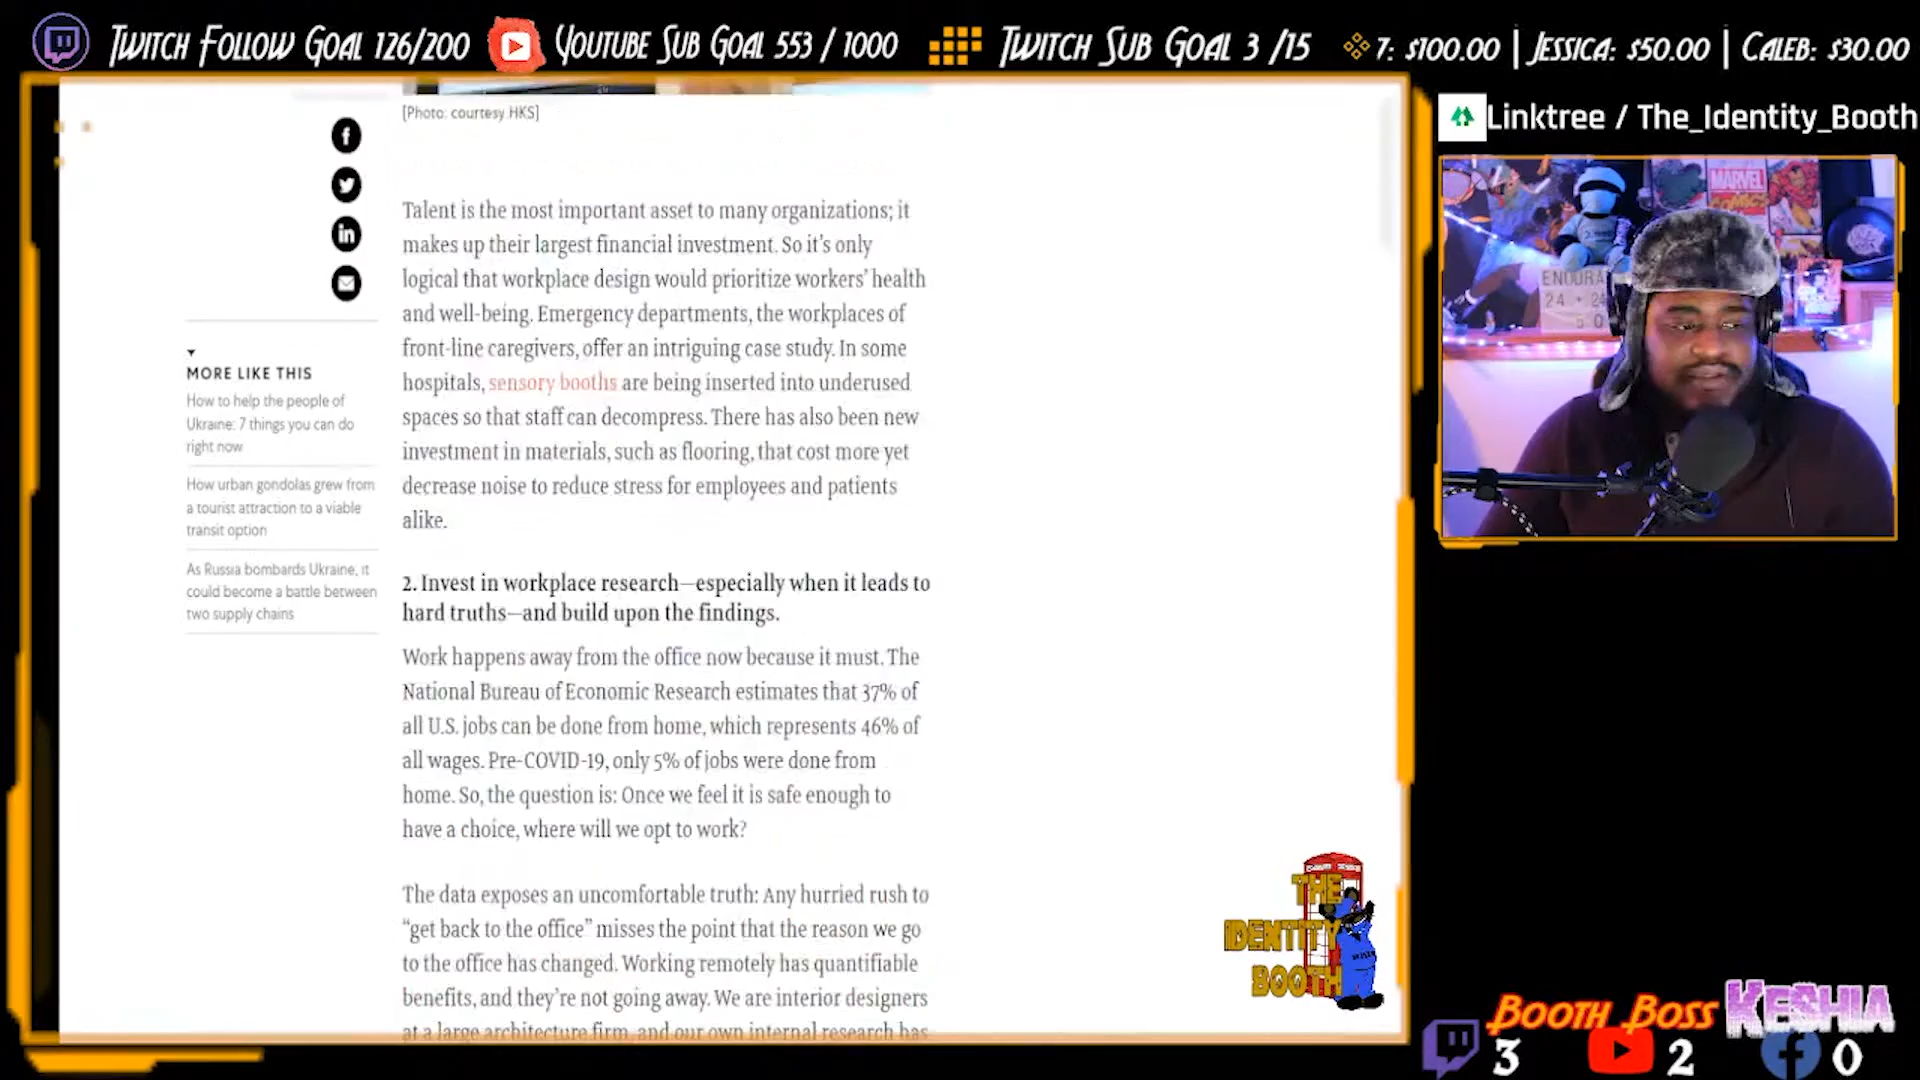 Twitch Follow Goal 126/200
Youtube Sub Goal 553 / 1000
Twitch Sub Goal 3 /15
7: $100.00 | Jessica: $50.00 | Caleb: $30.00
Linktree / The_Identity_Booth
[Photo: courtesy HKS]
Talent is the most important asset to many organizations; it
makes up their largest financial investment. So it's only
logical that workplace design would prioritize workers' health
and well-being. Emergency departments, the workplaces of
front-line caregivers, offer an intriguing case study. In some
hospitals, sensory booths are being inserted into underused
spaces so that staff can decompress. There has also been new
investment in materials, such as flooring, that cost more yet
decrease noise to reduce stress for employees and patients
alike.
MORE LIKE THIS
How to help the people of
Ukraine: 7 things you can do
right now
How urban gondolas grew from
a tourist attraction to a viable
transit option
As Russia bombards Ukraine, it
could become a battle between
two supply chains
2. Invest in workplace research—especially when it leads to
hard truths—and build upon the findings.
Work happens away from the office now because it must. The
National Bureau of Economic Research estimates that 37% of
all U.S. jobs can be done from home, which represents 46% of
all wages. Pre-COVID-19, only 5% of jobs were done from
home. So, the question is: Once we feel it is safe enough to
have a choice, where will we opt to work?
The data exposes an uncomfortable truth: Any hurried rush to
"get back to the office" misses the point that the reason we go
to the office has changed. Working remotely has quantifiable
benefits, and they're not going away. We are interior designers
at a large architecture firm, and our own internal research has
MARVEL
COMICS
ENDURA
24 + 24
THE
IDENTITY
BOOTH
Booth Boss KESHIA
3 2 0